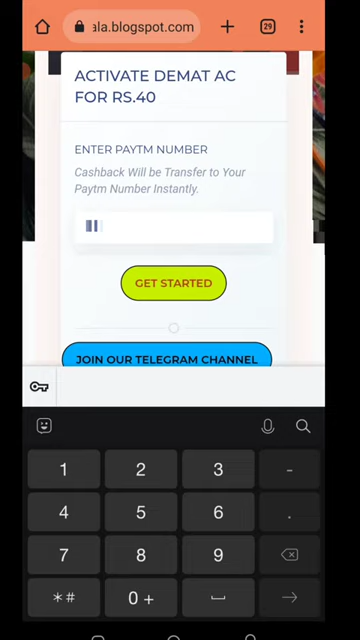 ala.blogspot.com
29
ACTIVATE DEMAT AC
FOR RS.40
ENTER PAYTM NUMBER
Cashback Will be Transfer to Your
Paytm Number Instantly.
GET STARTED
JOIN OUR TELEGRAM CHANNEL
1 2 3 -
4 5 6 .
7 8 9
*# 0 +